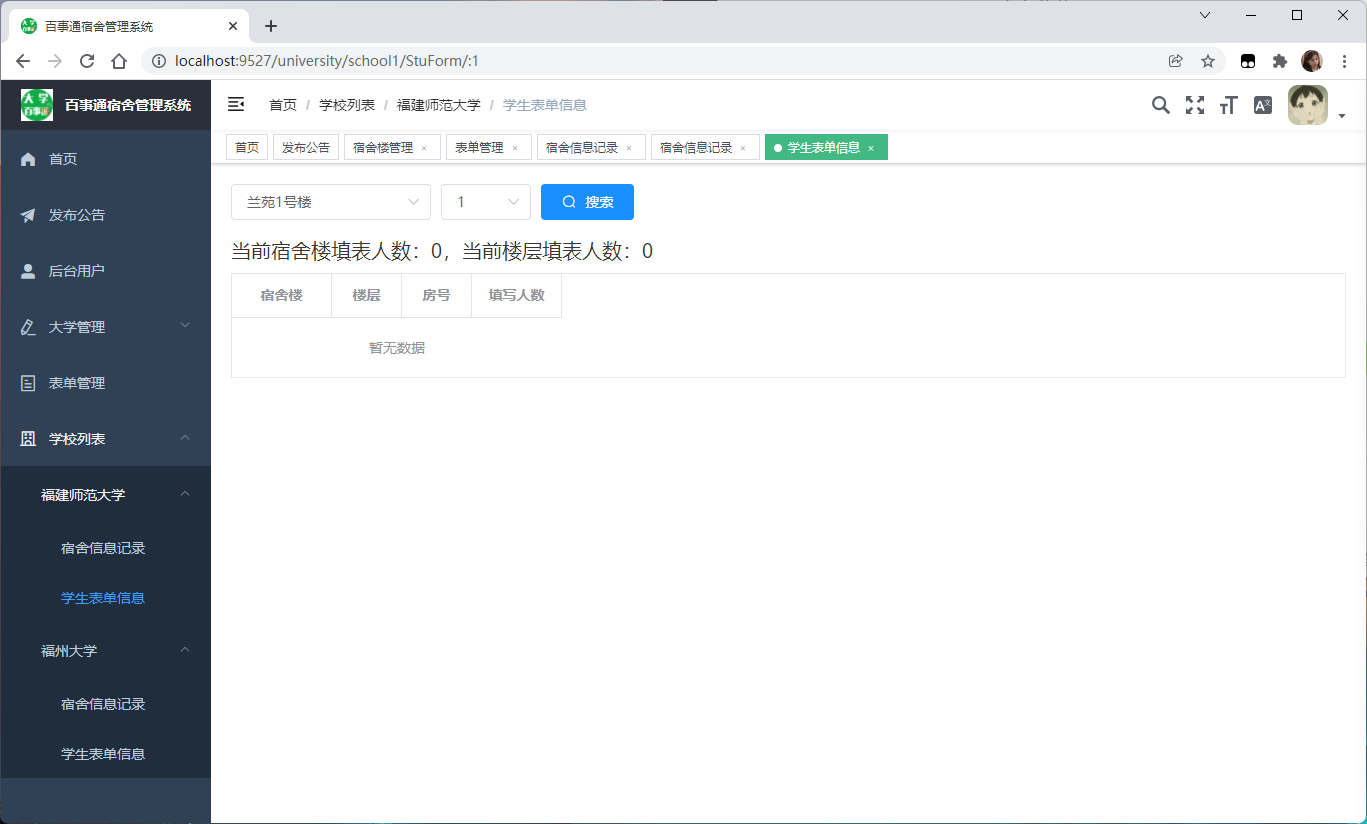 百事通宿舍管理系统
localhost:9527/university/school1/StuForm/:1
大学
百事通
百事通宿舍管理系统
首页 / 学校列表 / 福建师范大学 / 学生表单信息
首页 发布公告 宿舍楼管理 × 表单管理 × 宿舍信息记录 × 宿舍信息记录 × 学生表单信息 ×
首页
发布公告
后台用户
大学管理
表单管理
学校列表
福建师范大学
宿舍信息记录
学生表单信息
福州大学
宿舍信息记录
学生表单信息
兰苑1号楼 1 搜索
当前宿舍楼填表人数：0，当前楼层填表人数：0
宿舍楼 楼层 房号 填写人数
暂无数据